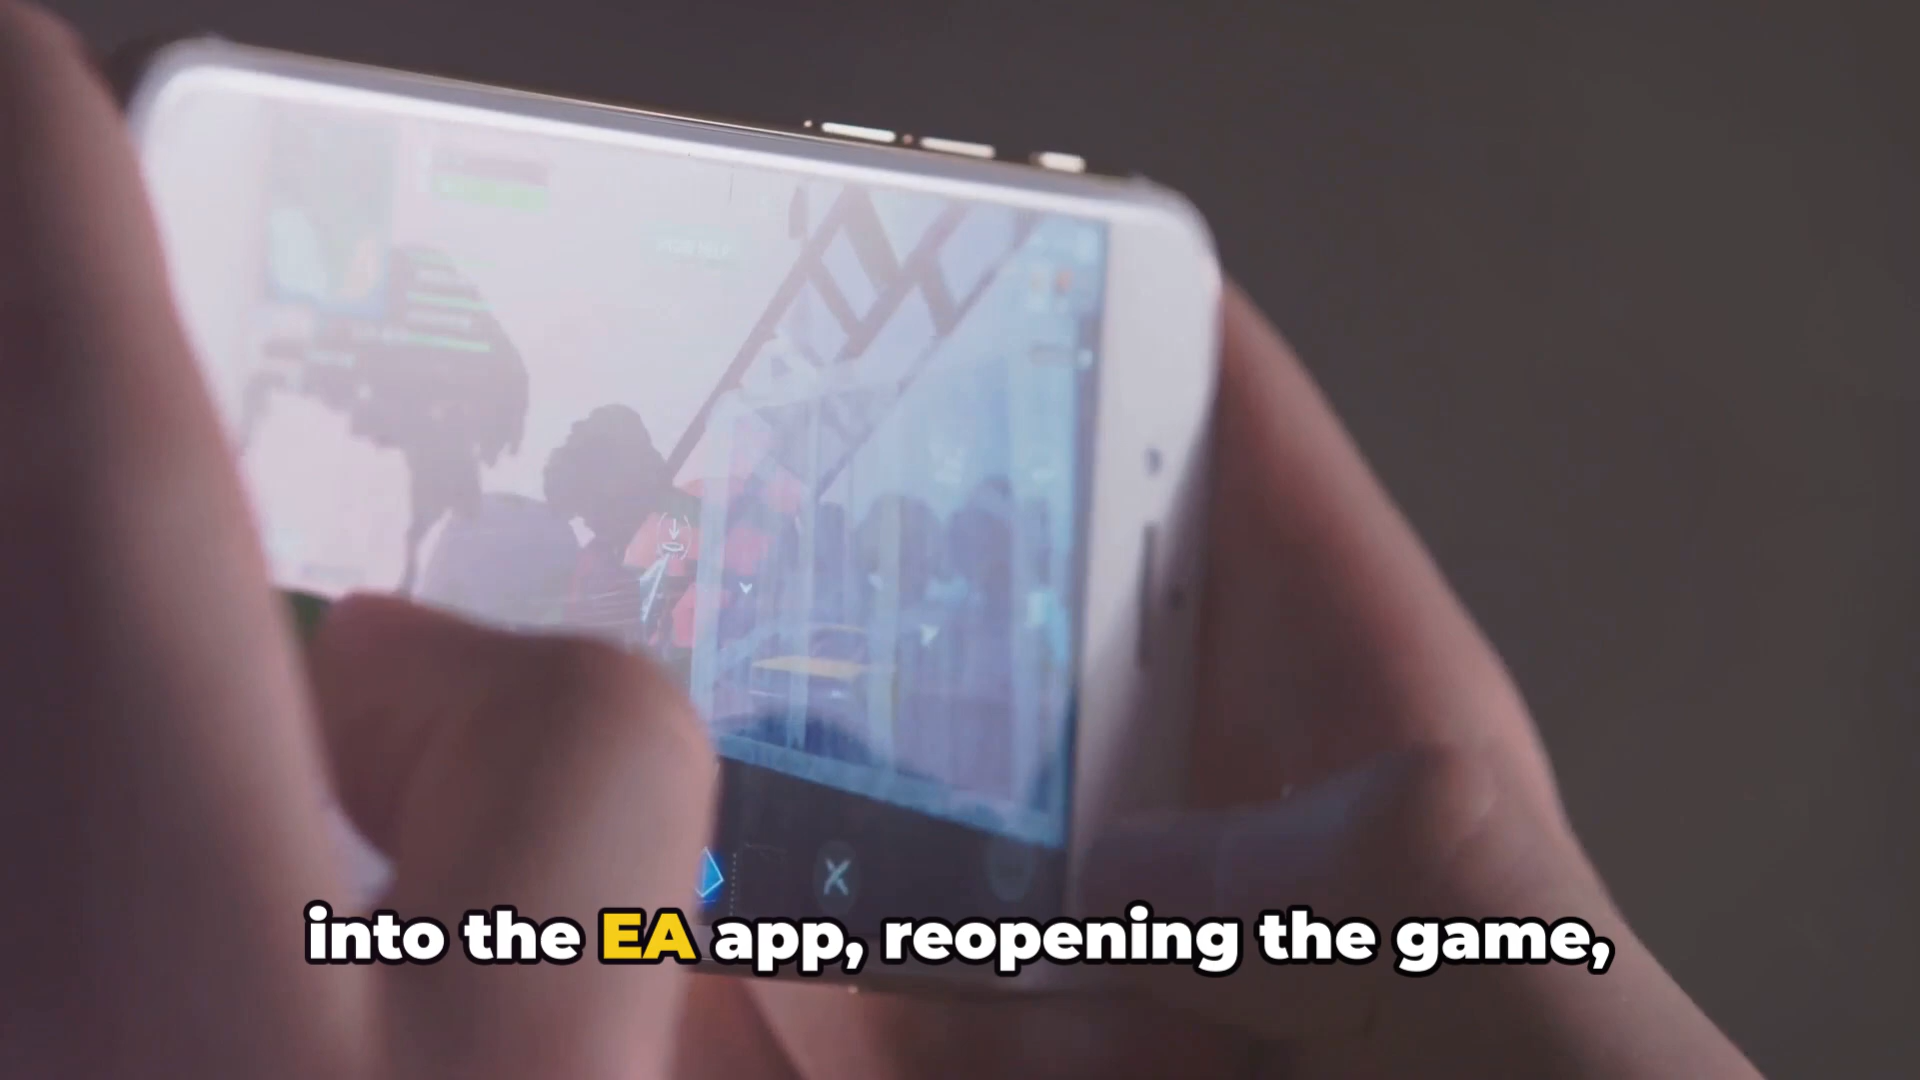 into the EA app, reopening the game,